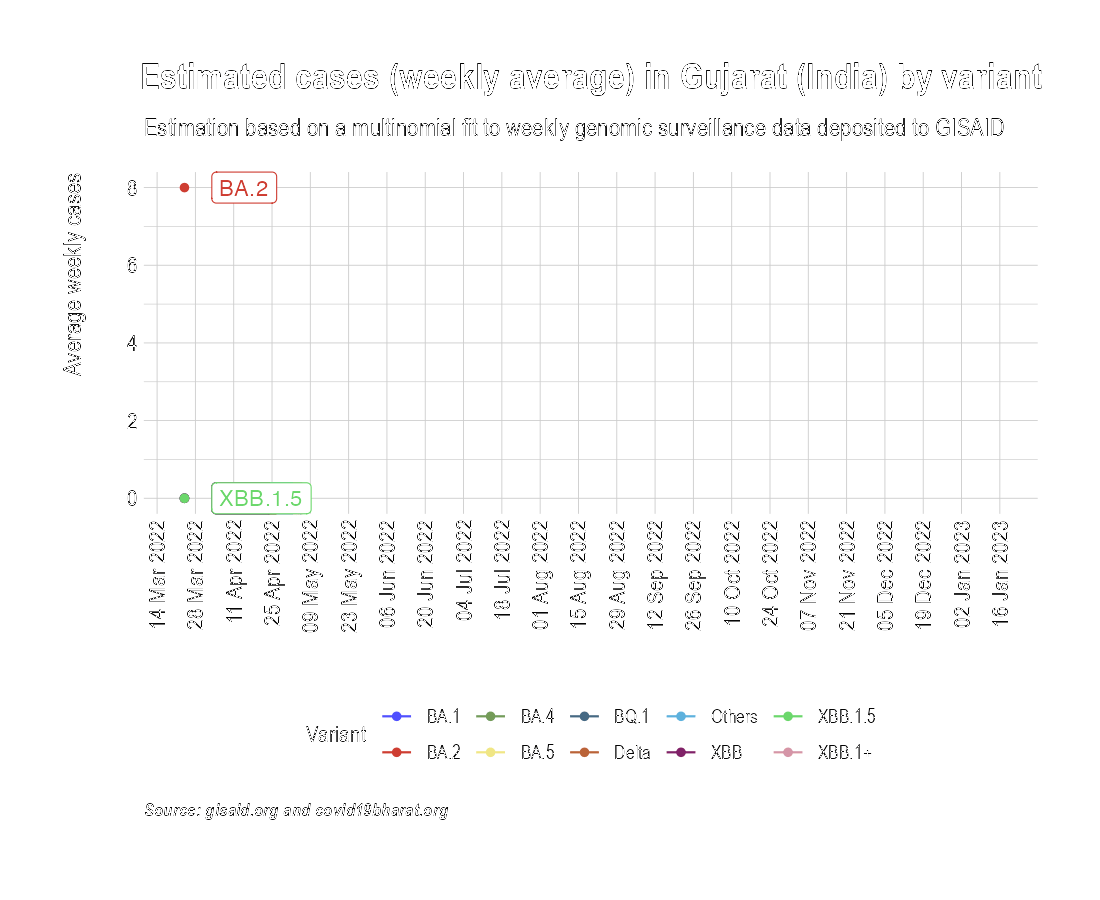 Estimated cases (weekly average) in Gujarat (India) by variant
Estimation based on a multinomial fit to weekly genomic surveillance data deposited to GISAID
Average weekly cases
8
BA.2
6
4
2
0
XBB.1.5
14 Mar 2022
28 Mar 2022
11 Apr 2022
25 Apr 2022
09 May 2022
23 May 2022
06 Jun 2022
20 Jun 2022
04 Jul 2022
18 Jul 2022
01 Aug 2022
15 Aug 2022
29 Aug 2022
12 Sep 2022
26 Sep 2022
10 Oct 2022
24 Oct 2022
07 Nov 2022
21 Nov 2022
05 Dec 2022
19 Dec 2022
02 Jan 2023
16 Jan 2023
Variant
BA.1 BA.4 BQ.1 Others XBB.1.5
BA.2 BA.5 Delta XBB XBB.1+
Source: gisaid.org and covid19bharat.org